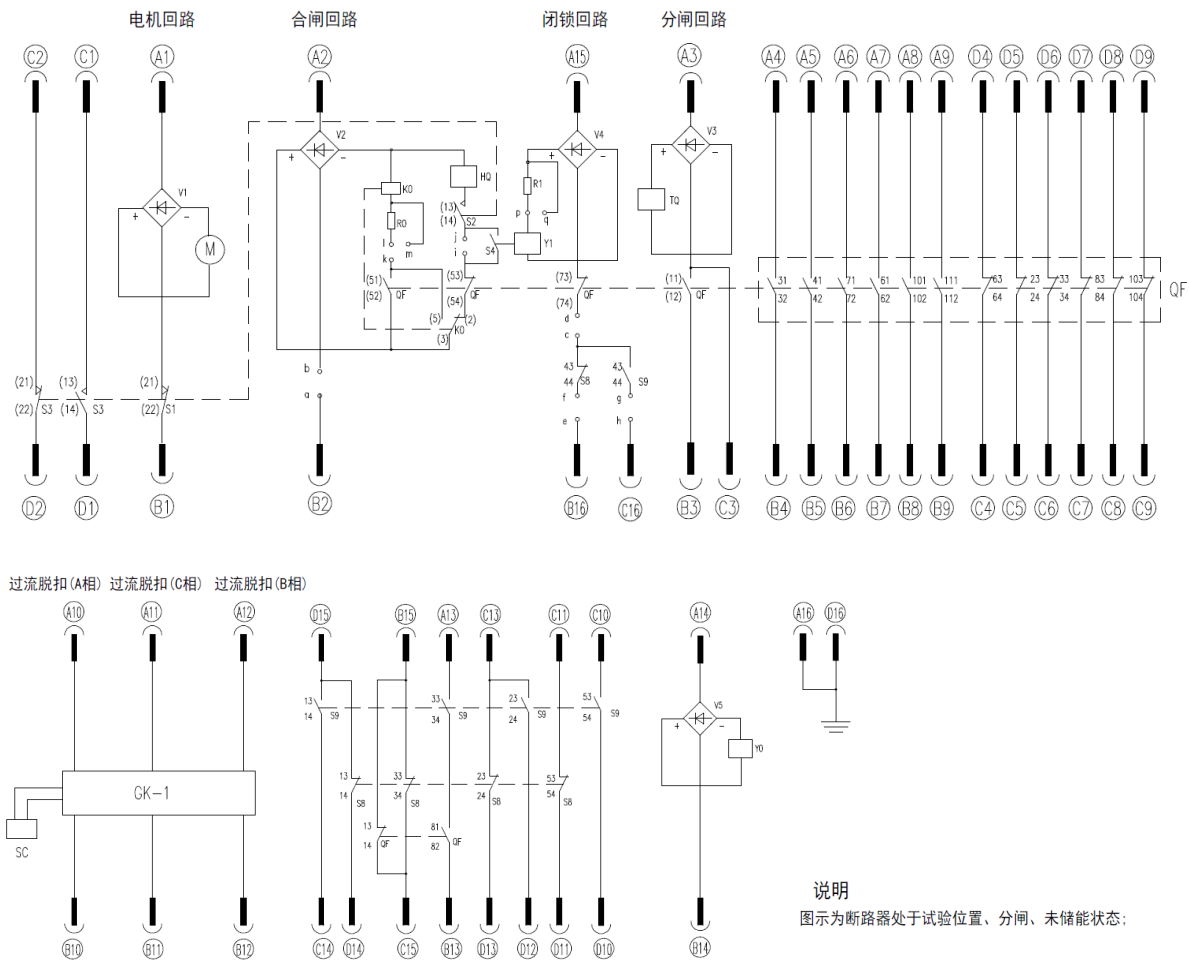 电机回路 合闸回路 闭锁回路 分闸回路
C2 C1 A1 A2 A15 A3 A4 A5 A6 A7 A8 A9 D4 D5 D6 D7 D8 D9
V2 V4 V3
+ - + - + -
HQ
R1
K0
V1
+ -
TQ
(13)
(14) S2
p q
R0
M
j
l m
S4 Y1
k i
(51) (53) (73) (11) 31 41 71 61 101 111 63 23 33 83 103
(52) QF (54) QF (74) QF (12) QF 32 42 72 62 102 112 64 24 34 84 104 QF
(5) (2)
K0
(3)
d
c
b
43 43
44 S8 44 S9
(21) (13) (21)
(22) S3 (14) S3 (22) S1
a f g
e h
D2 D1 B1 B2 B16 C16 B3 C3 B4 B5 B6 B7 B8 B9 C4 C5 C6 C7 C8 C9
过流脱扣(A相) 过流脱扣(C相) 过流脱扣(B相)
A10 A11 A12 D15 B15 A13 C13 C11 C10 A14 A16 D16
13 33 23 53
14 S9 34 S9 24 S9 54 S9
V5
+ -
Y0
13 33 23 53
14 S8 34 S8 24 S8 54 S8
GK-1
SC
13 81
14 QF 82 QF
说明
图示为断路器处于试验位置、分闸、未储能状态;
B10 B11 B12 C14 D14 C15 B13 D13 D12 D11 D10 B14